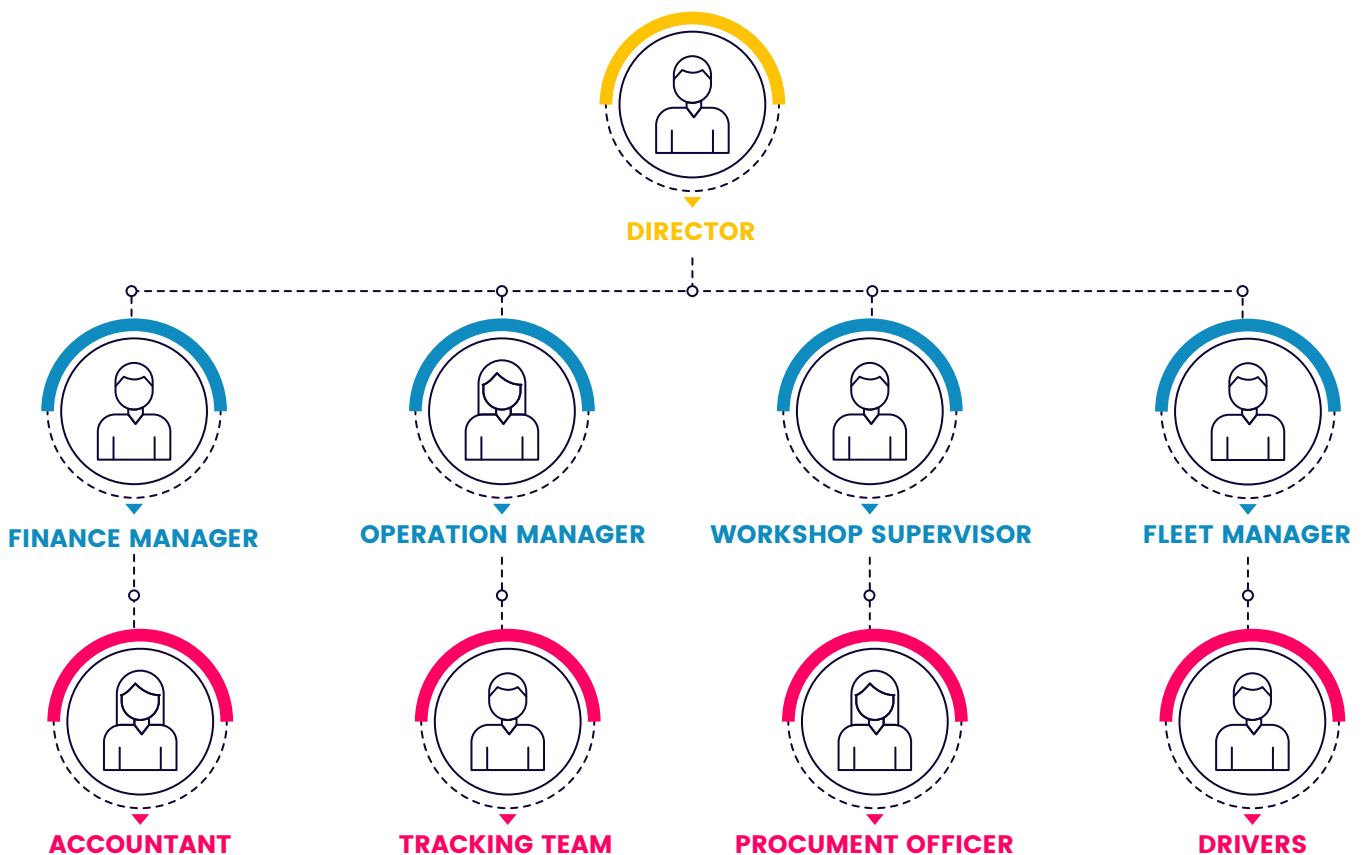 DIRECTOR
FINANCE MANAGER
OPERATION MANAGER
WORKSHOP SUPERVISOR
FLEET MANAGER
ACCOUNTANT
TRACKING TEAM
PROCUMENT OFFICER
DRIVERS